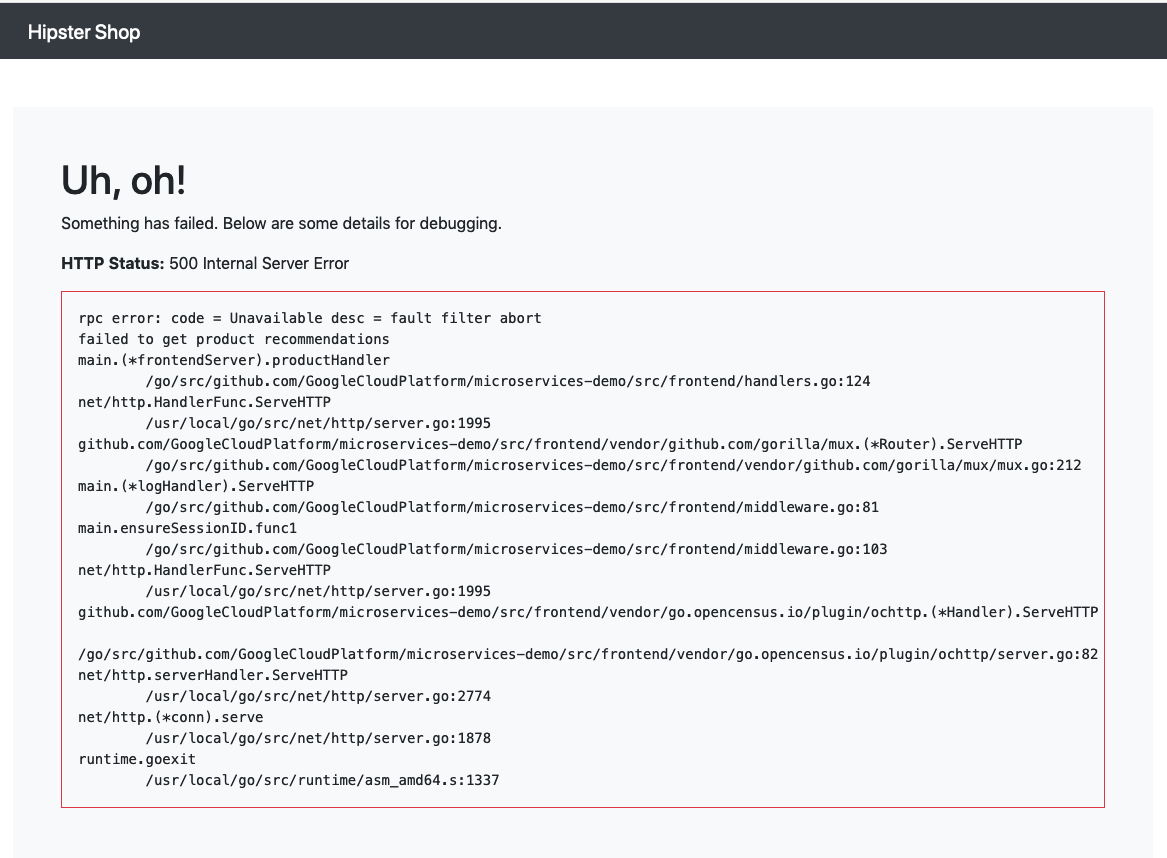 Hipster Shop
Uh, oh!
Something has failed. Below are some details for debugging.
HTTP Status: 500 Internal Server Error
rpc error: code = Unavailable desc = fault filter abort
failed to get product recommendations
main.(*frontendServer).productHandler
/go/src/github.com/GoogleCloudPlatform/microservices-demo/src/frontend/handlers.go:124
net/http.HandlerFunc.ServeHTTP
/usr/local/go/src/net/http/server.go:1995
github.com/GoogleCloudPlatform/microservices-demo/src/frontend/vendor/github.com/gorilla/mux.(*Router).ServeHTTP
/go/src/github.com/GoogleCloudPlatform/microservices-demo/src/frontend/vendor/github.com/gorilla/mux/mux.go:212
main.(*logHandler).ServeHTTP
/go/src/github.com/GoogleCloudPlatform/microservices-demo/src/frontend/middleware.go:81
main.ensureSessionID.func1
/go/src/github.com/GoogleCloudPlatform/microservices-demo/src/frontend/middleware.go:103
net/http.HandlerFunc.ServeHTTP
/usr/local/go/src/net/http/server.go:1995
github.com/GoogleCloudPlatform/microservices-demo/src/frontend/vendor/go.opencensus.io/plugin/ochttp.(*Handler).ServeHTTP
/go/src/github.com/GoogleCloudPlatform/microservices-demo/src/frontend/vendor/go.opencensus.io/plugin/ochttp/server.go:82
net/http.serverHandler.ServeHTTP
/usr/local/go/src/net/http/server.go:2774
net/http.(*conn).serve
/usr/local/go/src/net/http/server.go:1878
runtime.goexit
/usr/local/go/src/runtime/asm_amd64.s:1337